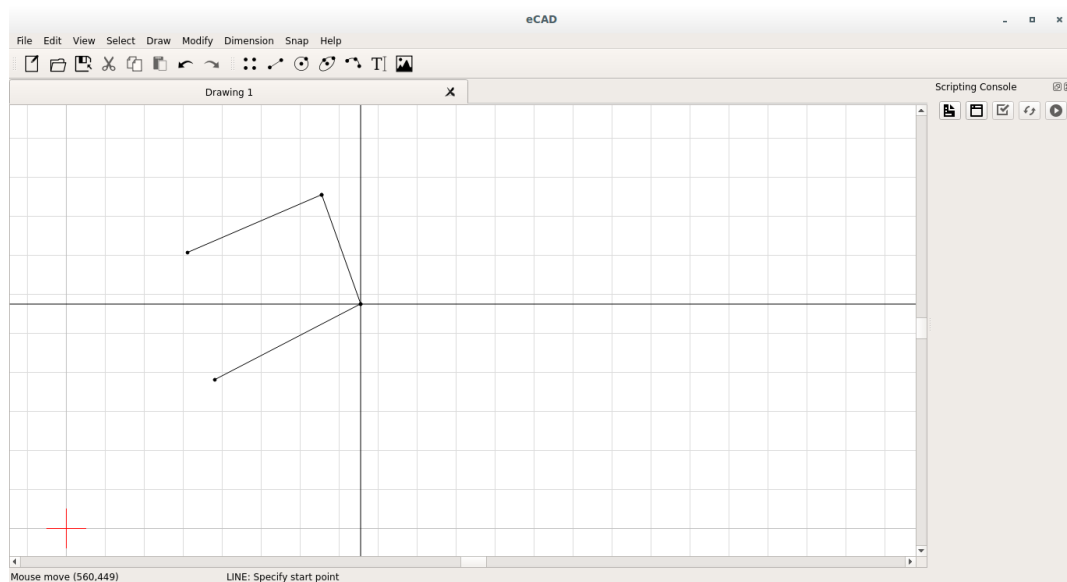 eCAD
File Edit View Select Draw Modify Dimension Snap Help
T
Drawing 1
Scripting Console
Mouse move (560,449) LINE: Specify start point